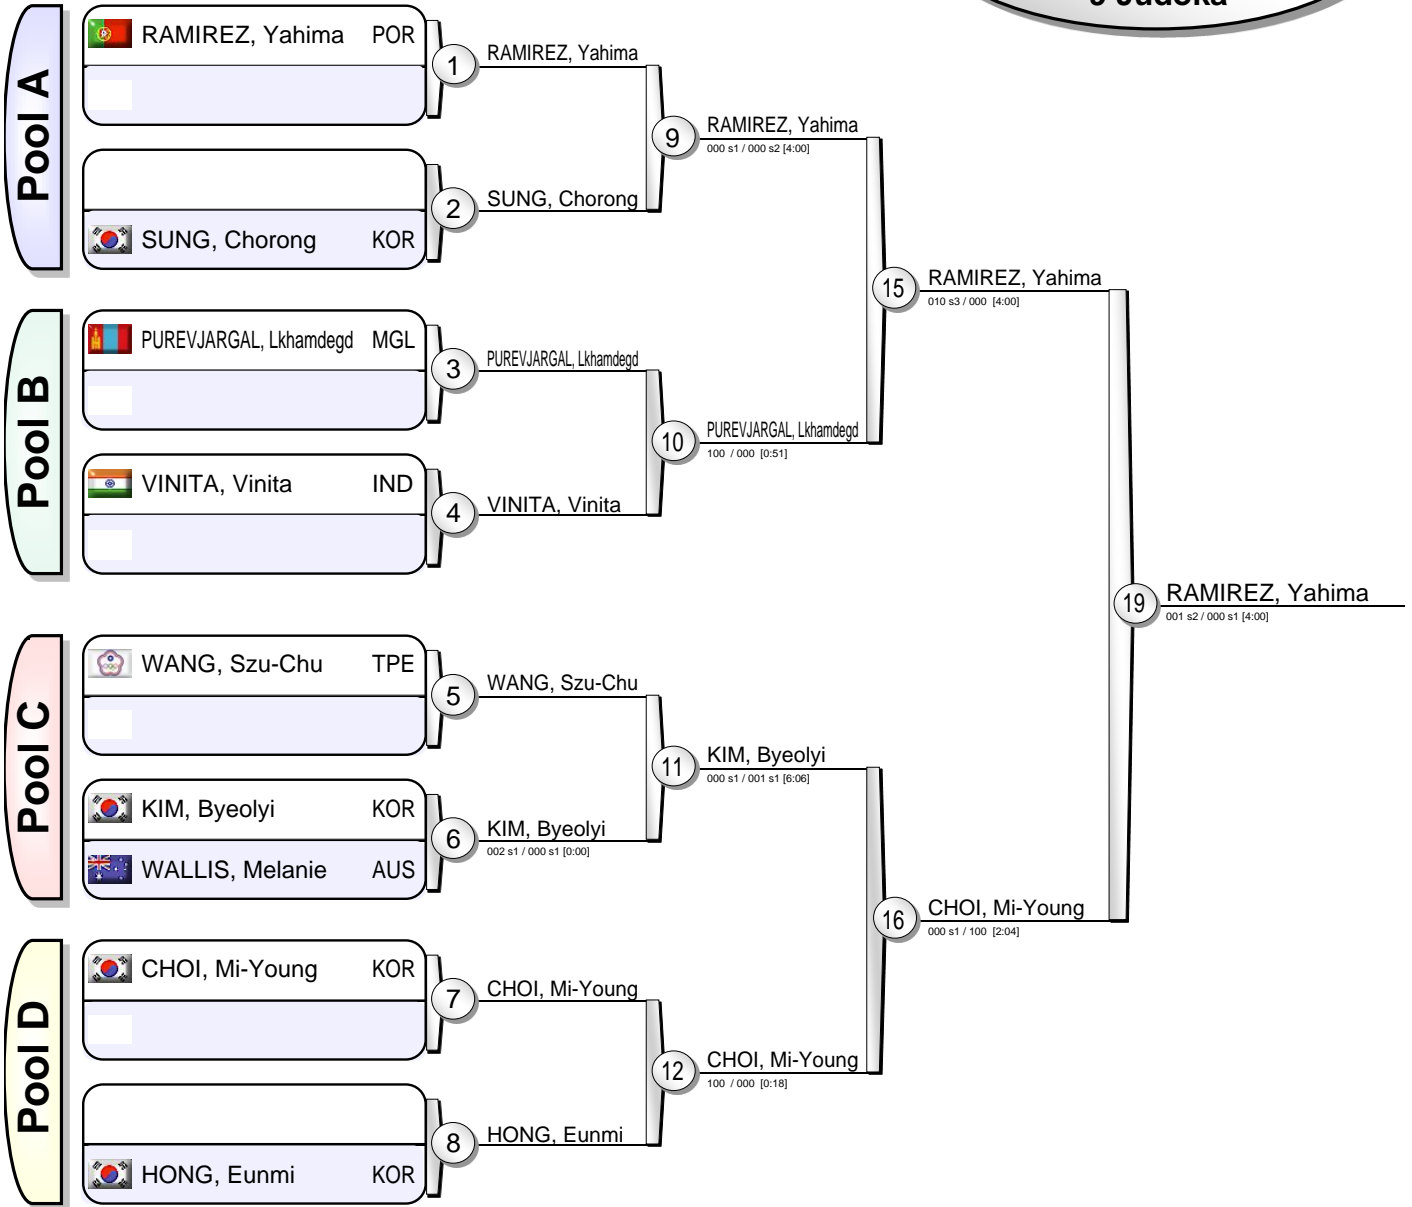 9 Judoka
Pool A
RAMIREZ, Yahima POR
1
RAMIREZ, Yahima
SUNG, Chorong KOR
2
SUNG, Chorong
9
RAMIREZ, Yahima
000 s1 / 000 s2 [4:00]
Pool B
PUREVJARGAL, Lkhamdegd MGL
3
PUREVJARGAL, Lkhamdegd
VINITA, Vinita IND
4
VINITA, Vinita
10
PUREVJARGAL, Lkhamdegd
100 / 000 [0:51]
15
RAMIREZ, Yahima
010 s3 / 000 [4:00]
Pool C
WANG, Szu-Chu TPE
5
WANG, Szu-Chu
KIM, Byeolyi KOR
WALLIS, Melanie AUS
6
KIM, Byeolyi
002 s1 / 000 s1 [0:00]
11
KIM, Byeolyi
000 s1 / 001 s1 [6:06]
Pool D
CHOI, Mi-Young KOR
7
CHOI, Mi-Young
HONG, Eunmi KOR
8
HONG, Eunmi
12
CHOI, Mi-Young
100 / 000 [0:18]
16
CHOI, Mi-Young
000 s1 / 100 [2:04]
19
RAMIREZ, Yahima
001 s2 / 000 s1 [4:00]